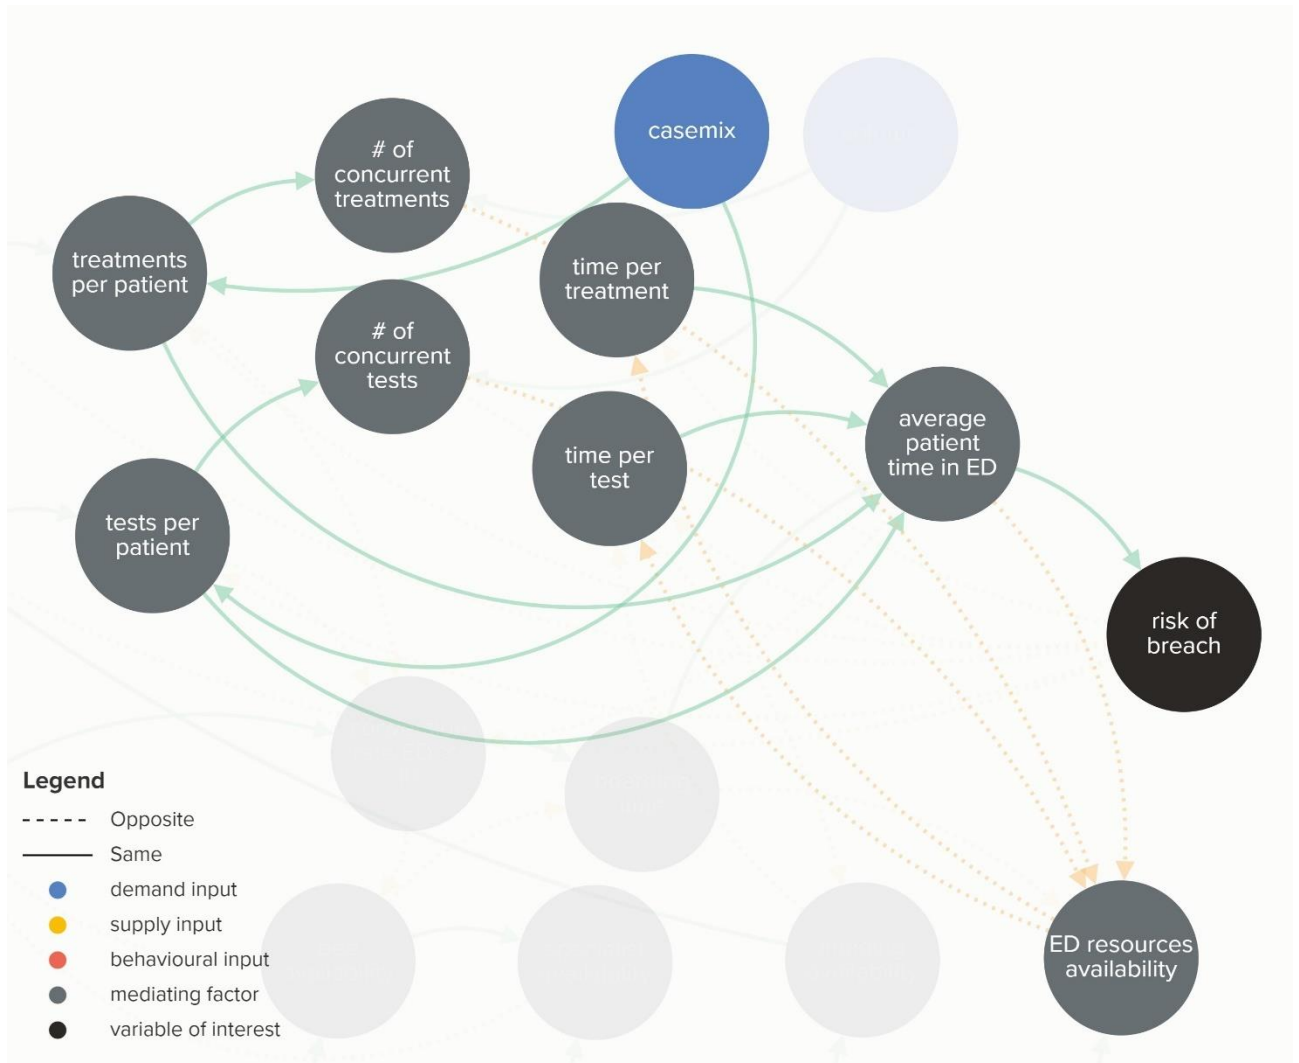 casemix
# of
concurrent
treatments
treatments
per patient
time per
treatment
# of
concurrent
tests
average
patient
time in ED
time per
test
tests per
patient
risk of
breach
ED resources
availability
Legend
Opposite
Same
demand input
supply input
behavioural input
mediating factor
variable of interest